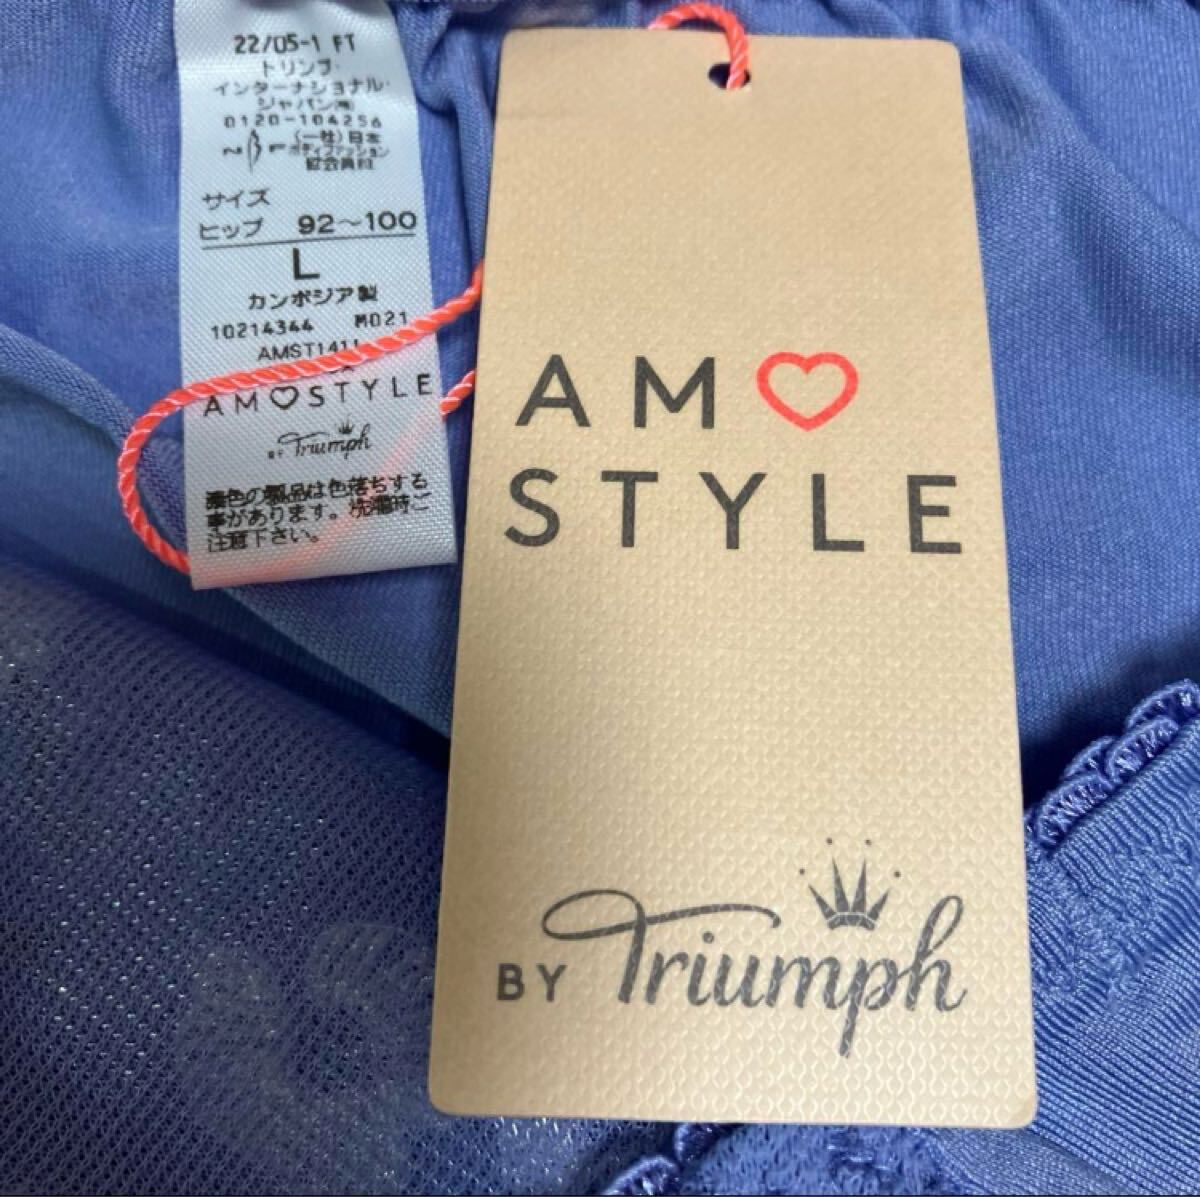 22/05-1 FT
トリンプ・
インターナショナル・
ジャパン㈱
0120-104256
(一社)日本
ボディファッション
協会会員
サイズ
ヒップ 92～100
L
カンボジア製
10214344 M021
AMST1411
AM♡STYLE
BY Triumph
濃色の製品は色落ちする
事があります。洗濯時ご
注意下さい。
AM♡
STYLE
BY Triumph